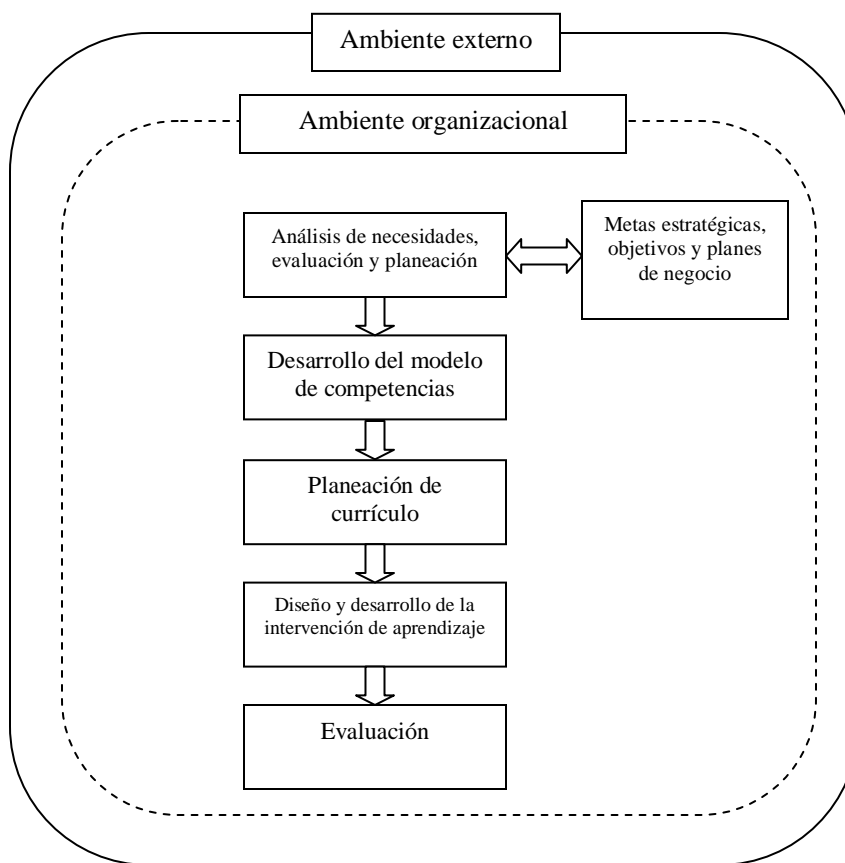 Ambiente externo
Ambiente organizacional
Análisis de necesidades,
evaluación y planeación
Metas estratégicas,
objetivos y planes
de negocio
Desarrollo del modelo
de competencias
Planeación de
currículo
Diseño y desarrollo de la
intervención de aprendizaje
Evaluación